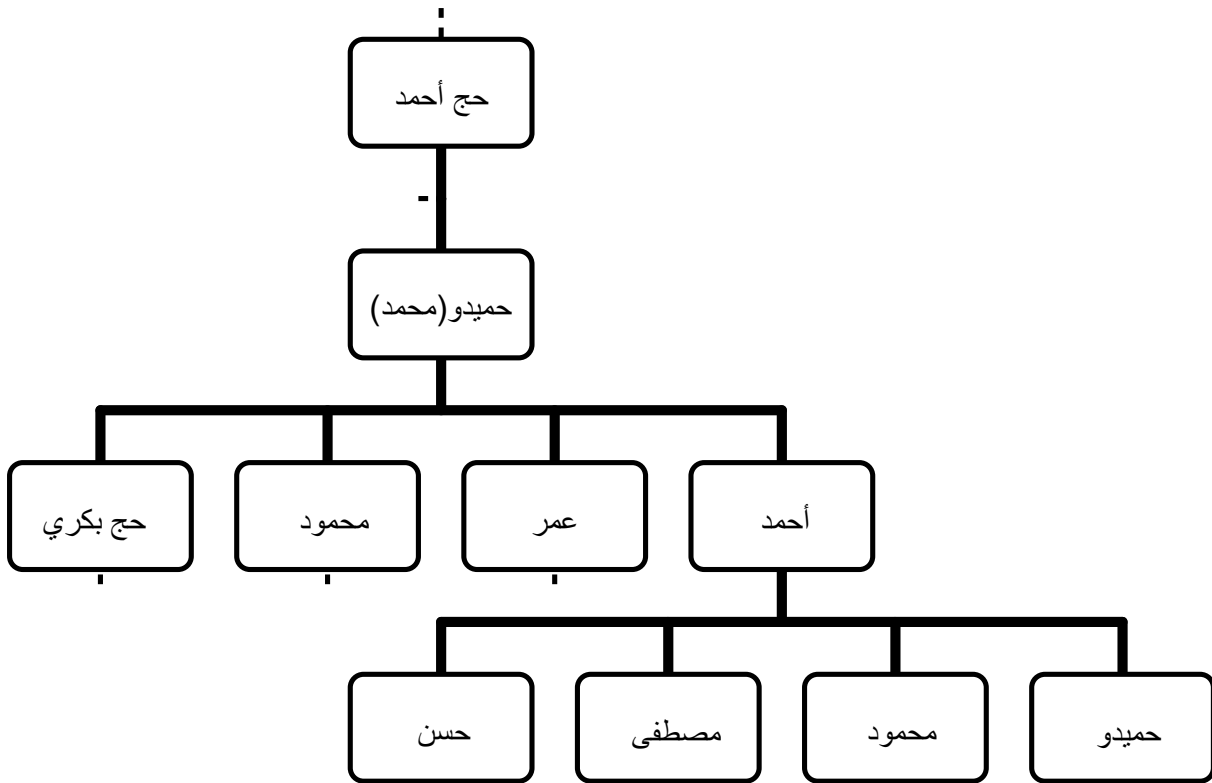 حج أحمد
حميدو(محمد)
أحمد
عمر
محمود
حج بكري
حميدو
محمود
مصطفى
حسن